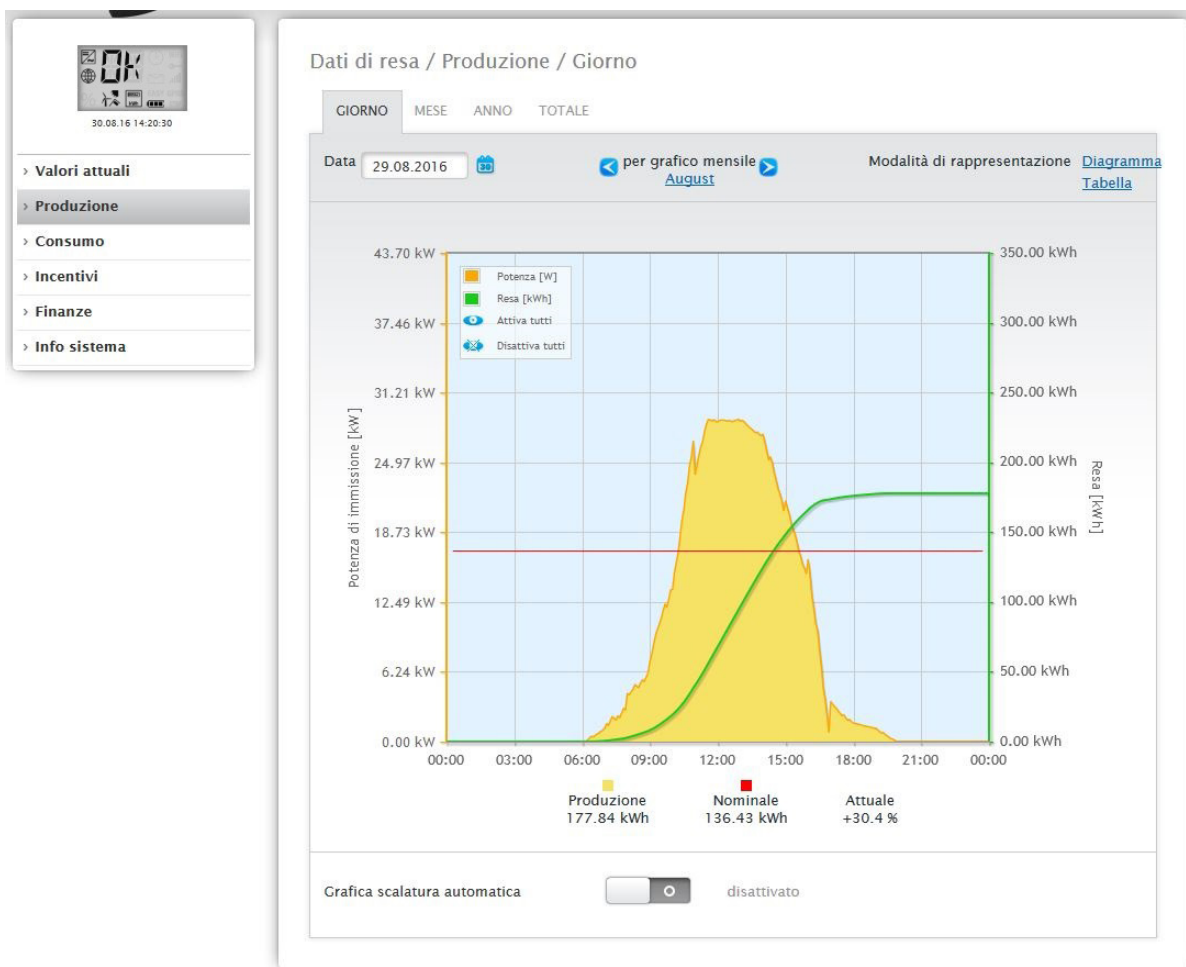 OK
30.08.16 14:20:30
› Valori attuali
› Produzione
› Consumo
› Incentivi
› Finanze
› Info sistema
Dati di resa / Produzione / Giorno
GIORNO MESE ANNO TOTALE
Data 29.08.2016 30 per grafico mensile Modalità di rappresentazione Diagramma
August Tabella
43.70 kW 350.00 kWh
Potenza [W]
Resa [kWh]
Attiva tutti
Disattiva tutti
37.46 kW 300.00 kWh
31.21 kW 250.00 kWh
24.97 kW 200.00 kWh
18.73 kW 150.00 kWh
12.49 kW 100.00 kWh
6.24 kW 50.00 kWh
0.00 kW 0.00 kWh
Potenza di immissione [kW]
Resa [kWh]
00:00 03:00 06:00 09:00 12:00 15:00 18:00 21:00 00:00
Produzione Nominale Attuale
177.84 kWh 136.43 kWh +30.4 %
Grafica scalatura automatica disattivato